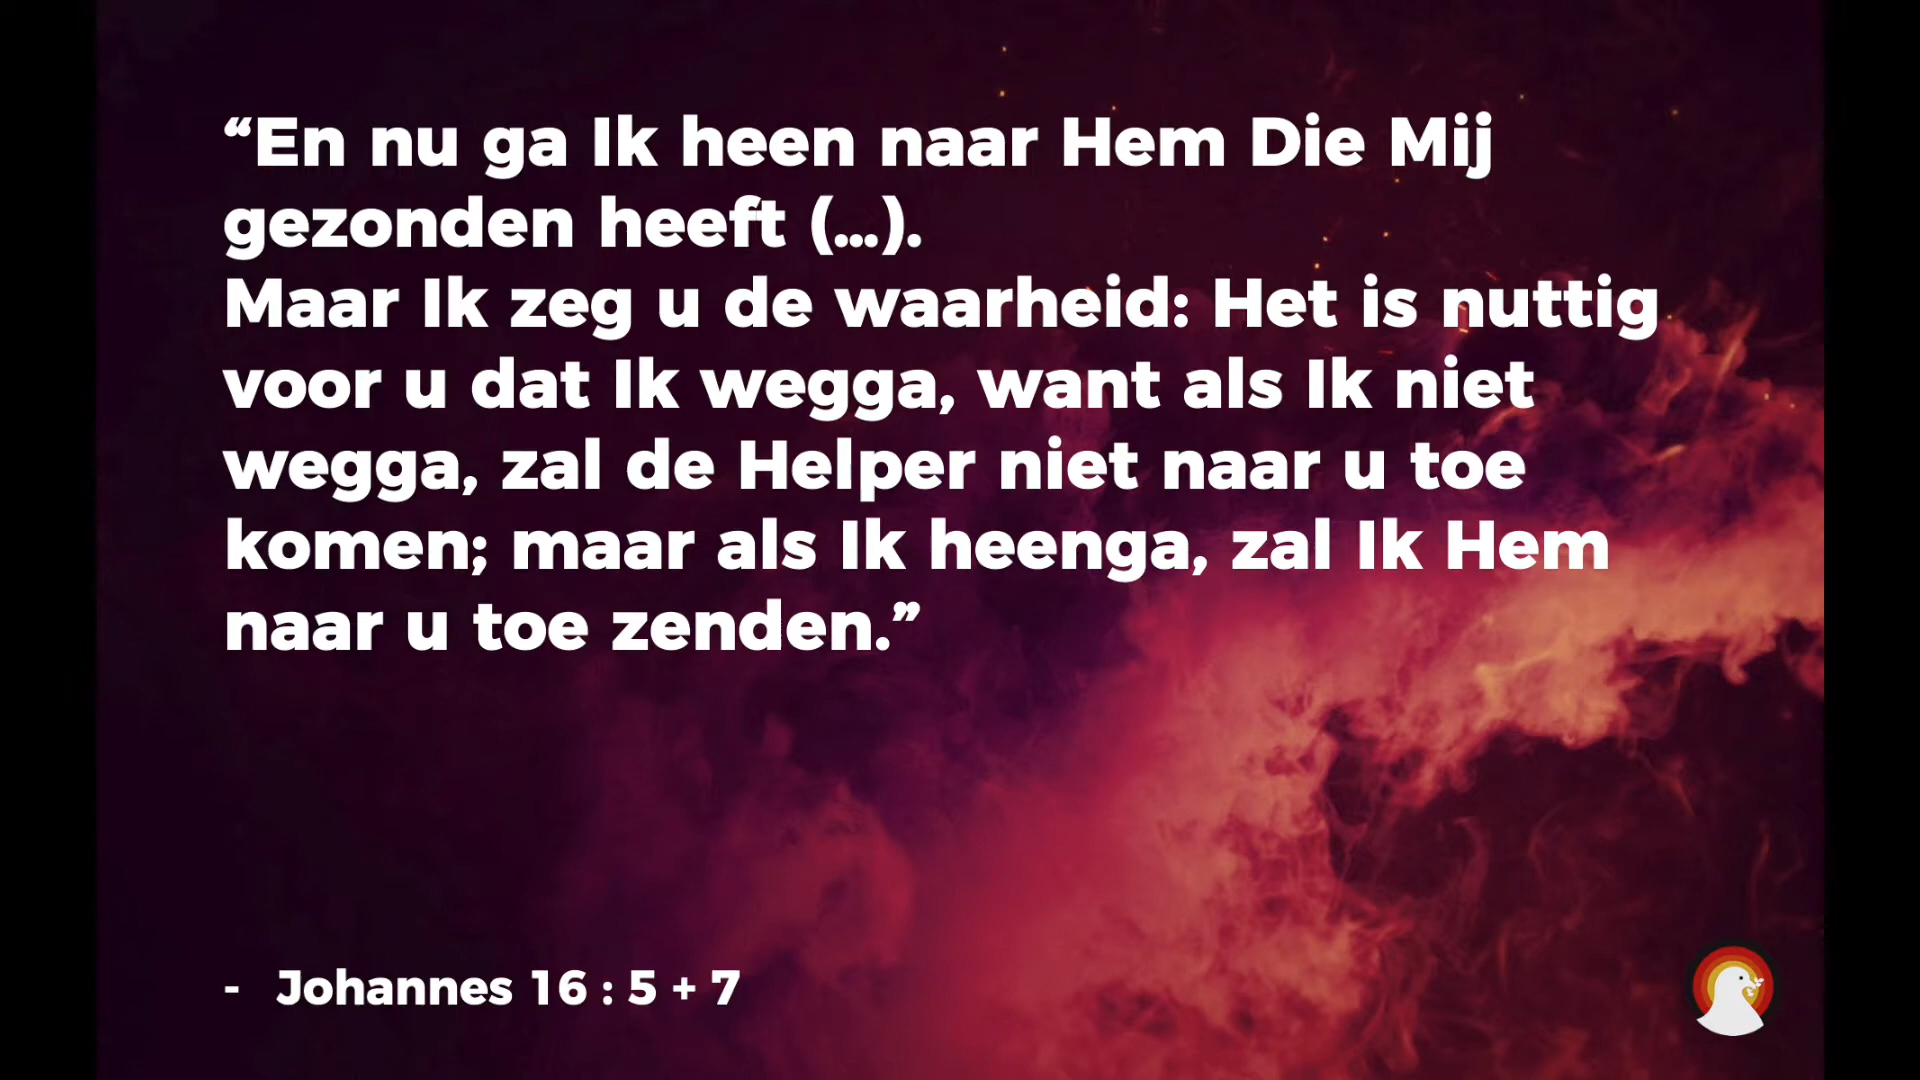 “En nu ga Ik heen naar Hem Die Mij
gezonden heeft (...).
Maar Ik zeg u de waarheid: Het is nuttig
voor u dat Ik wegga, want als Ik niet
wegga, zal de Helper niet naar u toe
komen; maar als Ik heenga, zal Ik Hem
naar u toe zenden.”
- Johannes 16 : 5 + 7